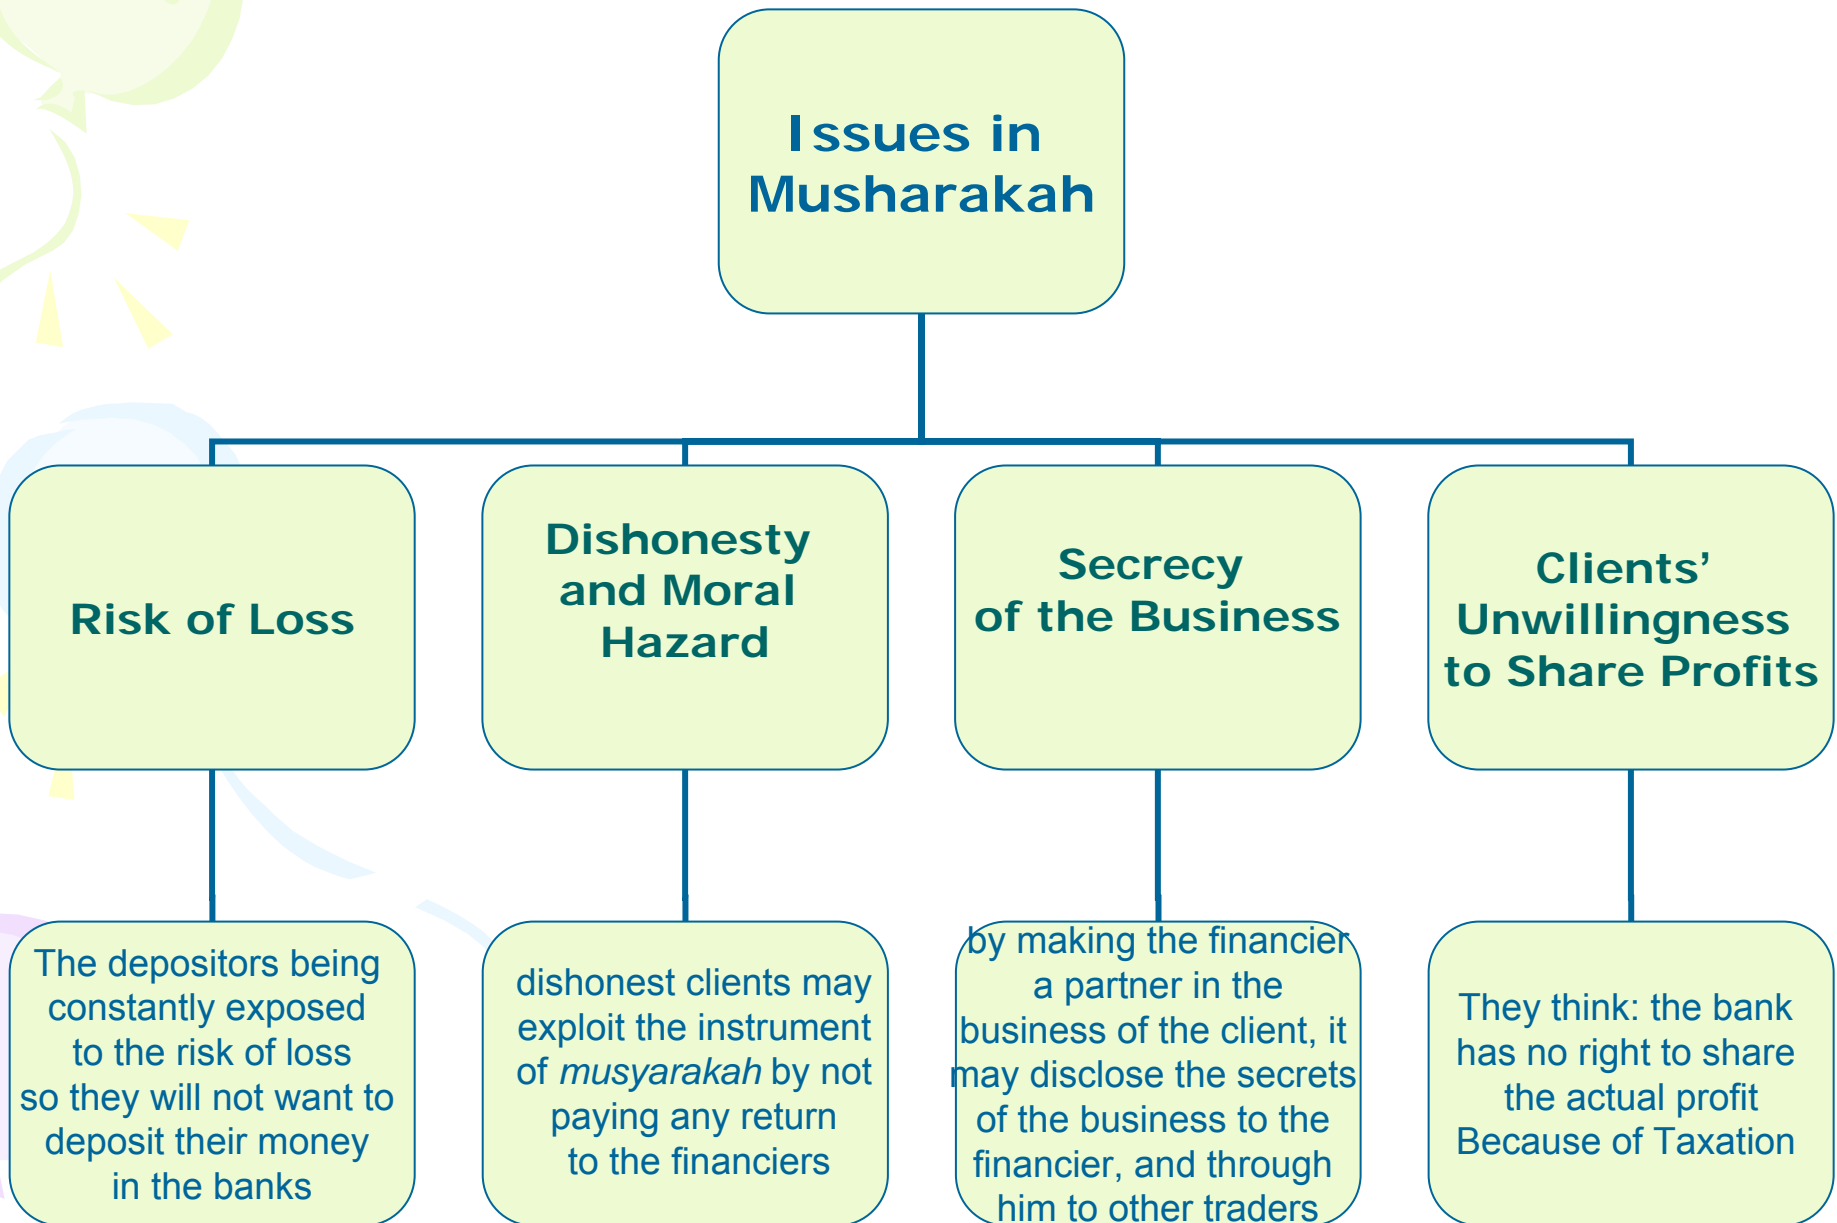 Issues in
Musharakah
Risk of Loss
Dishonesty
and Moral
Hazard
Secrecy
of the Business
Clients’
Unwillingness
to Share Profits
The depositors being
constantly exposed
to the risk of loss
so they will not want to
deposit their money
in the banks
dishonest clients may
exploit the instrument
of musyarakah by not
paying any return
to the financiers
by making the financier
a partner in the
business of the client, it
may disclose the secrets
of the business to the
financier, and through
him to other traders
They think: the bank
has no right to share
the actual profit
Because of Taxation